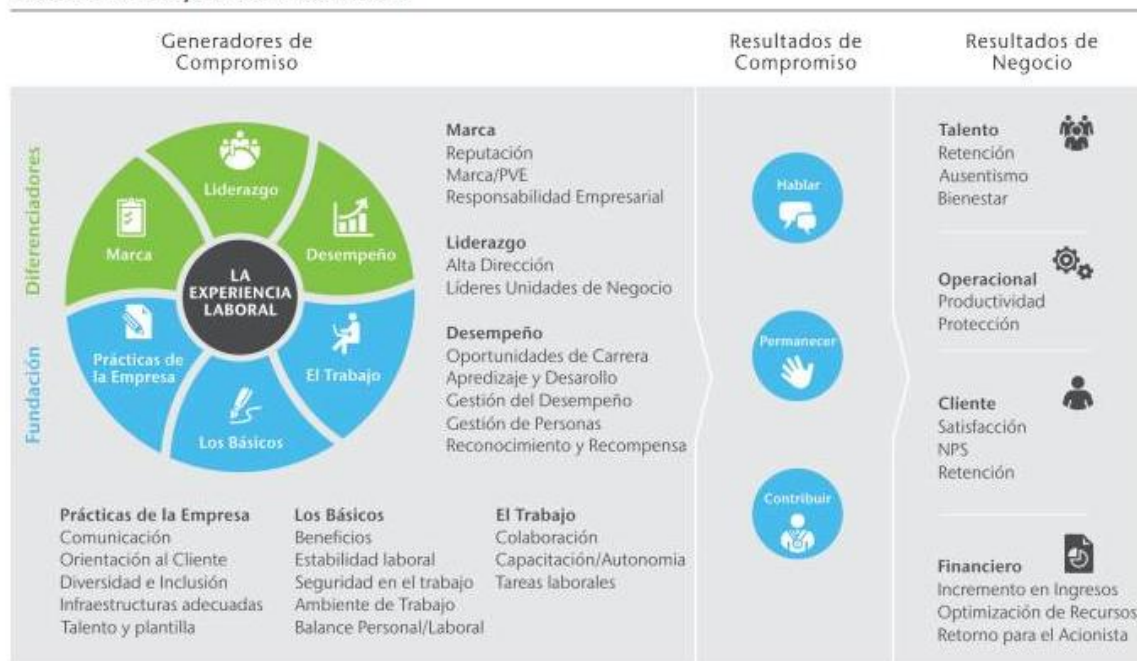 Generadores de
Compromiso
Resultados de
Compromiso
Resultados de
Negocio
Diferenciadores
Fundación
Liderazgo
Marca
Desempeño
LA
EXPERIENCIA
LABORAL
Prácticas de
la Empresa
El Trabajo
Los Básicos
Marca
Reputación
Marca/PVE
Responsabilidad Empresarial
Liderazgo
Alta Dirección
Líderes Unidades de Negocio
Desempeño
Oportunidades de Carrera
Apredizaje y Desarollo
Gestión del Desempeño
Gestión de Personas
Reconocimiento y Recompensa
Prácticas de la Empresa
Comunicación
Orientación al Cliente
Diversidad e Inclusión
Infraestructuras adecuadas
Talento y plantilla
Los Básicos
Beneficios
Estabilidad laboral
Seguridad en el trabajo
Ambiente de Trabajo
Balance Personal/Laboral
El Trabajo
Colaboración
Capacitación/Autonomia
Tareas laborales
Hablar
Permanecer
Contribuir
Talento
Retención
Ausentismo
Bienestar
Operacional
Productividad
Protección
Cliente
Satisfacción
NPS
Retención
Financiero
Incremento en Ingresos
Optimización de Recursos
Retorno para el Acionista